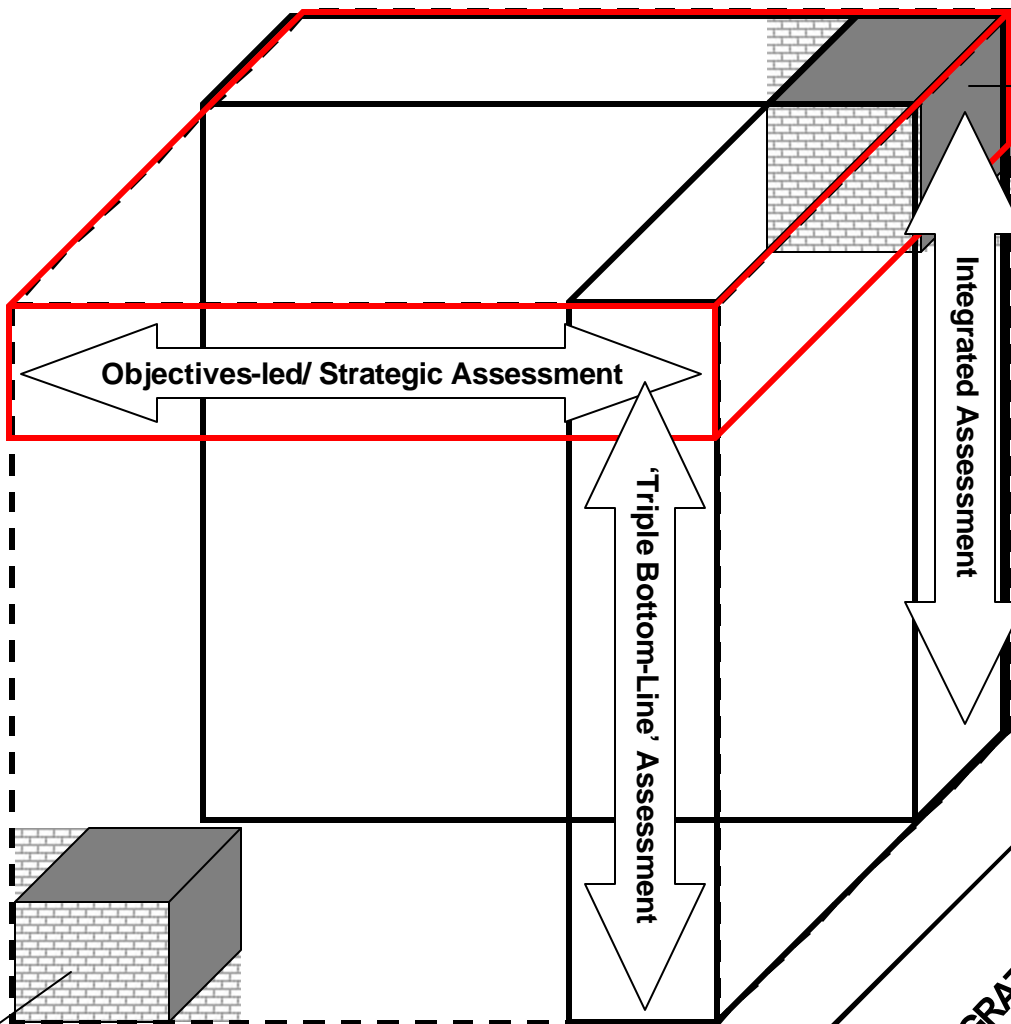 Objectives-led/ Strategic Assessment
Integrated Assessment
‘Triple Bottom-Line’ Assessment